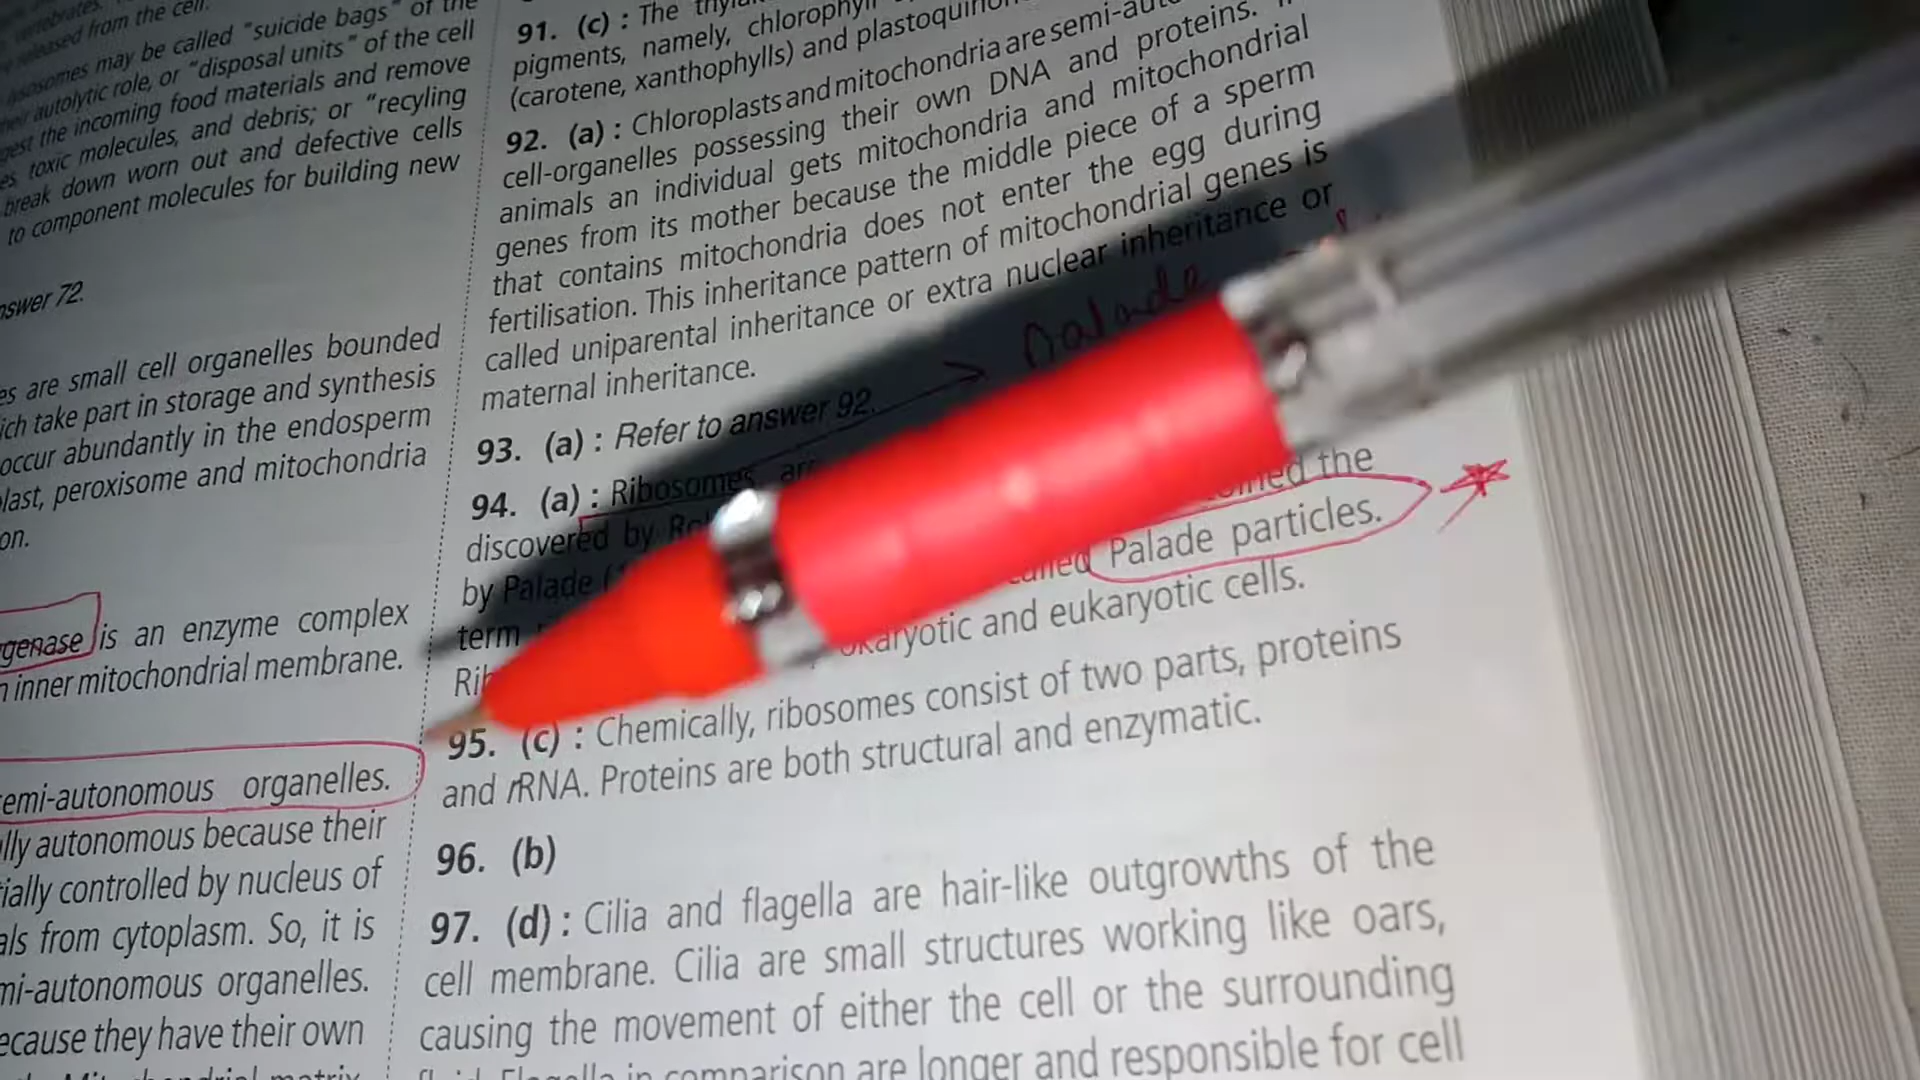 vertebrates.
released from the cell.
lysosomes may be called "suicide bags" of the
their autolytic role, or "disposal units" of the cell
gest the incoming food materials and remove
es, toxic molecules, and debris; or "recyling
break down worn out and defective cells
to component molecules for building new
nswer 72.
es are small cell organelles bounded
ich take part in storage and synthesis
occur abundantly in the endosperm
last, peroxisome and mitochondria
on.
genase is an enzyme complex
n inner mitochondrial membrane.
emi-autonomous organelles.
lly autonomous because their
ially controlled by nucleus of
als from cytoplasm. So, it is
mi-autonomous organelles.
ecause they have their own
91. (c) : The
pigments, namely, chlorophyll
(carotene, xanthophylls) and
92. (a) : Chloroplasts and mitochondria are semi-
cell-organelles possessing their own DNA and proteins.
animals an individual gets mitochondria and mitochondrial
genes from its mother because the middle piece of a sperm
that contains mitochondria does not enter the egg during
fertilisation. This inheritance pattern of mitochondrial genes is
called uniparental inheritance or extra nuclear inheritance or
maternal inheritance.
Palade
93. (a) : Refer to answer 92.
94. (a) : Ribosomes the
discovered by
by Palade Palade particles.
term and eukaryotic cells.
95. (c) : Chemically, ribosomes consist of two parts, proteins
and rRNA. Proteins are both structural and enzymatic.
96. (b)
97. (d) : Cilia and flagella are hair-like outgrowths of the
cell membrane. Cilia are small structures working like oars,
causing the movement of either the cell or the surrounding
Flagella in comparison are longer and responsible for cell